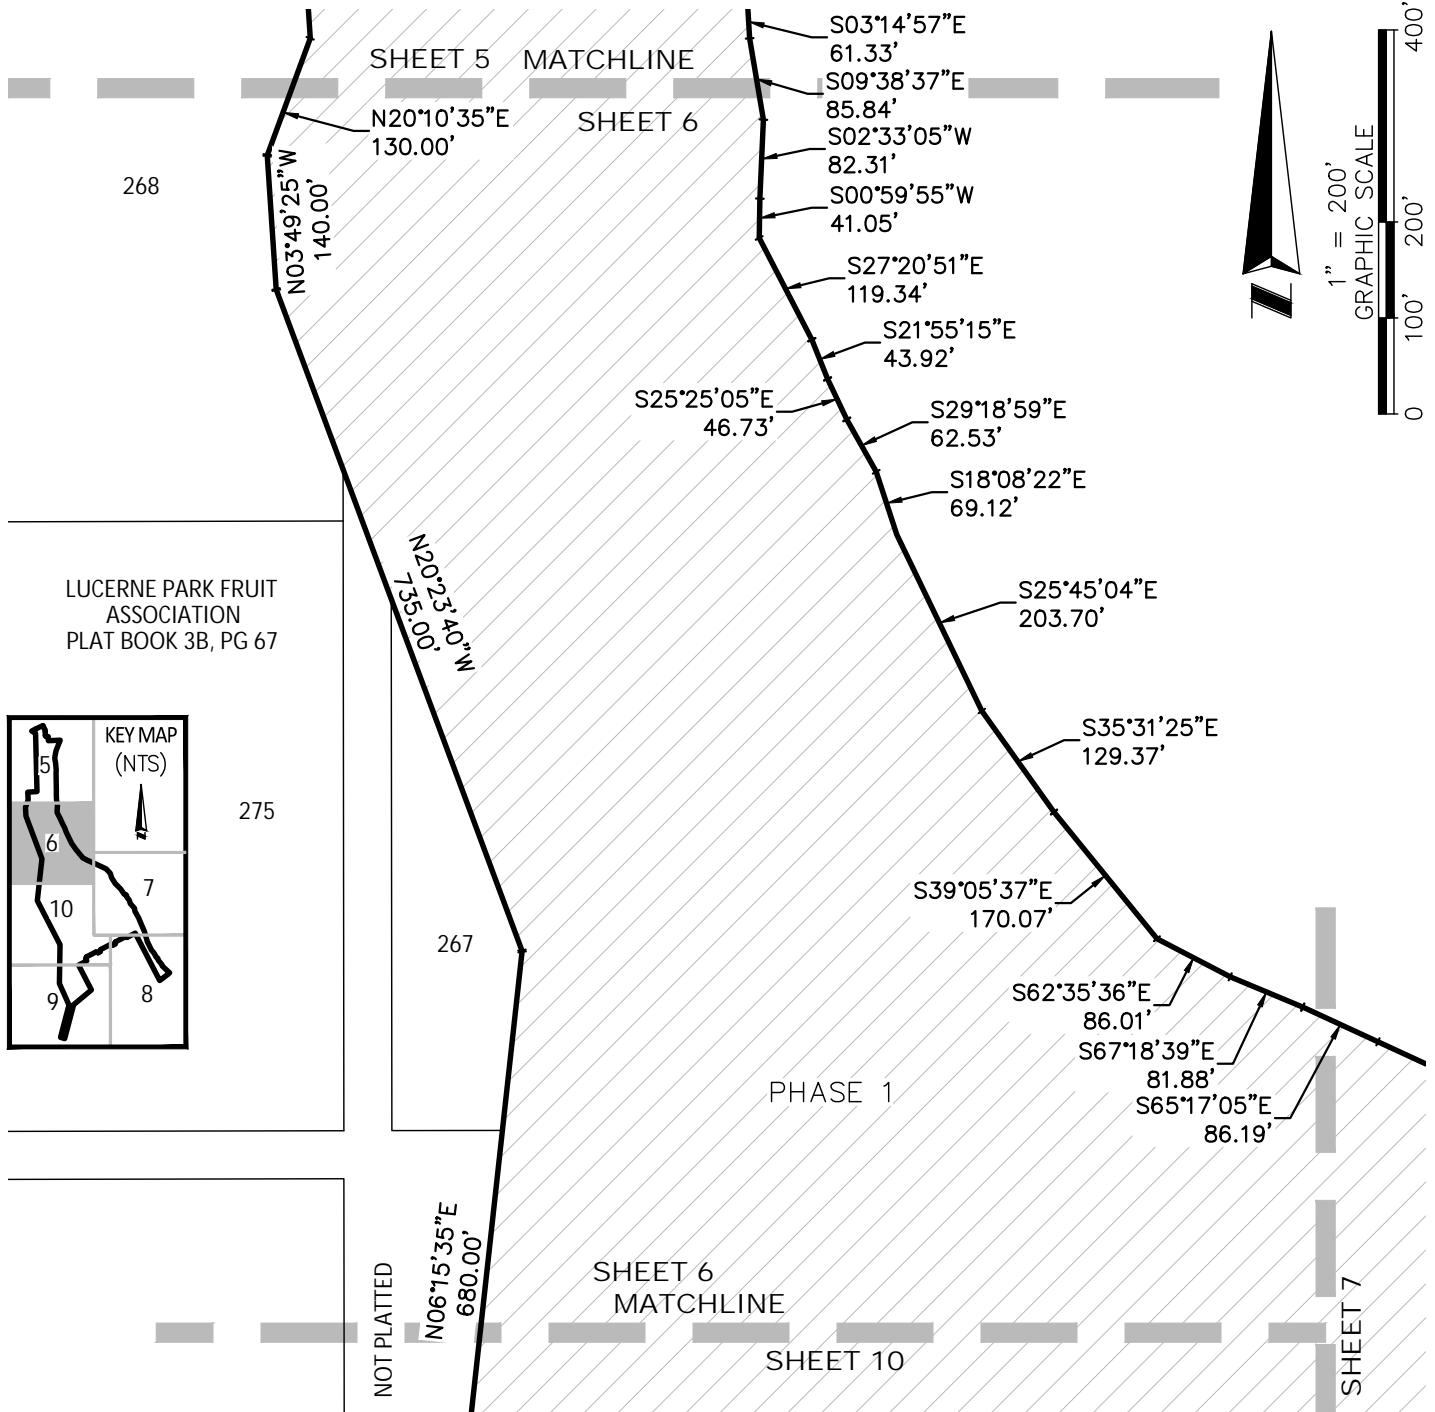 SHEET 5 MATCHLINE
SHEET 6
N20°10'35"E
130.00'
N03°49'25"W
140.00'
268
S03°14'57"E
61.33'
S09°38'37"E
85.84'
S02°33'05"W
82.31'
S00°59'55"W
41.05'
S27°20'51"E
119.34'
S21°55'15"E
43.92'
S25°25'05"E
46.73'
S29°18'59"E
62.53'
S18°08'22"E
69.12'
S25°45'04"E
203.70'
S35°31'25"E
129.37'
S39°05'37"E
170.07'
S62°35'36"E
86.01'
S67°18'39"E
81.88'
S65°17'05"E
86.19'
N
1" = 200'
GRAPHIC SCALE
0 100' 200' 400'
N20°23'40"W
735.00'
LUCERNE PARK FRUIT
ASSOCIATION
PLAT BOOK 3B, PG 67
KEY MAP
(NTS)
N
5
6
7
10
9
8
275
267
PHASE 1
N06°15'35"E
680.00'
NOT PLATTED
SHEET 6
MATCHLINE
SHEET 10
SHEET 7